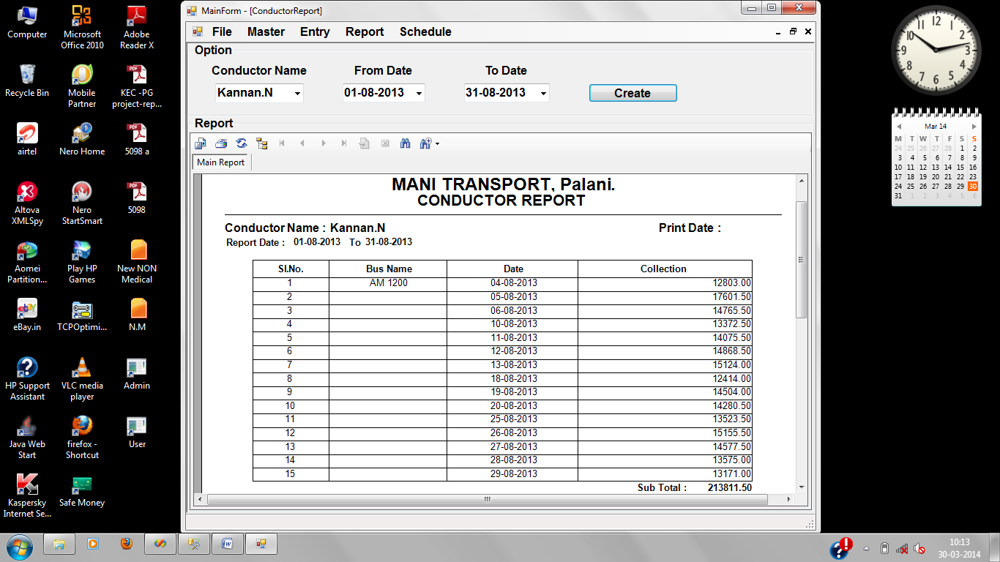 Computer
Microsoft Office 2010
Adobe Reader X
Recycle Bin
Mobile Partner
KEC -PG project-rep...
airtel
Nero Home
5098 a
Altova XMLSpy
Nero StartSmart
5098
Aomei Partition...
Play HP Games
New NON Medical
eBay.in
TCPOptimi...
N.M
HP Support Assistant
VLC media player
Admin
Java Web Start
firefox - Shortcut
User
Kaspersky Internet Se...
Safe Money
MainForm - [ConductorReport]
File Master Entry Report Schedule
Option
Conductor Name From Date To Date
Kannan.N 01-08-2013 31-08-2013 Create
Report
Main Report
MANI TRANSPORT, Palani.
CONDUCTOR REPORT
Conductor Name : Kannan.N Print Date :
Report Date : 01-08-2013 To 31-08-2013
Sl.No. Bus Name Date Collection
1 AM 1200 04-08-2013 12803.00
2 05-08-2013 17601.50
3 06-08-2013 14765.50
4 10-08-2013 13372.50
5 11-08-2013 14075.50
6 12-08-2013 14868.50
7 13-08-2013 15124.00
8 18-08-2013 12414.00
9 19-08-2013 14504.00
10 20-08-2013 14280.50
11 25-08-2013 13523.50
12 26-08-2013 15155.50
13 27-08-2013 14577.50
14 28-08-2013 13575.00
15 29-08-2013 13171.00
Sub Total : 213811.50
12 1 2 3 4 5 6 7 8 9 10 11
Mar 14
M T W T F S S
24 25 26 27 28 1 2
3 4 5 6 7 8 9
10 11 12 13 14 15 16
17 18 19 20 21 22 23
24 25 26 27 28 29 30
31 1 2 3 4 5 6
10:13
30-03-2014